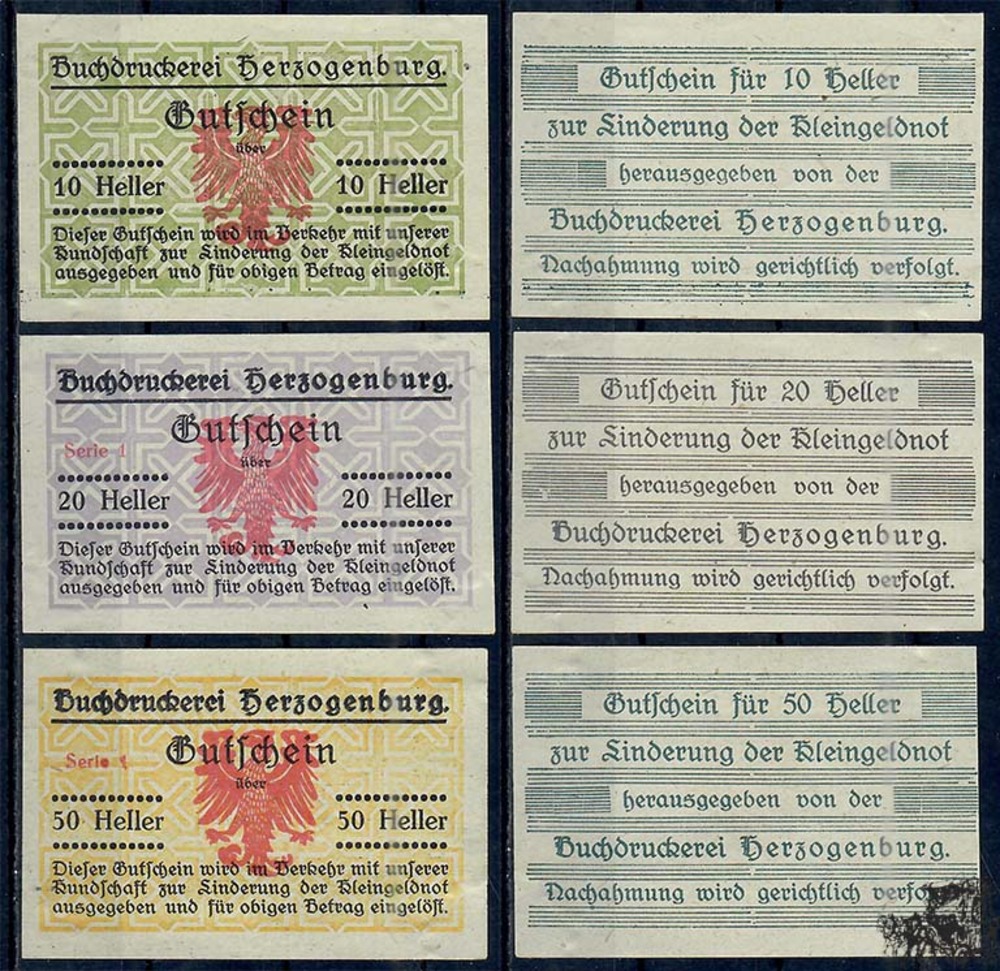 Buchdruckerei Herzogenburg.
Gutschein
über
10 Heller 10 Heller
Dieser Gutschein wird im Verkehr mit unserer
Kundschaft zur Linderung der Kleingeldnot
ausgegeben und für obigen Betrag eingelöst.
Gutschein für 10 Heller
zur Linderung der Kleingeldnot
herausgegeben von der
Buchdruckerei Herzogenburg.
Nachahmung wird gerichtlich verfolgt.
Buchdruckerei Herzogenburg.
Gutschein
Serie 1
über
20 Heller 20 Heller
Dieser Gutschein wird im Verkehr mit unserer
Kundschaft zur Linderung der Kleingeldnot
ausgegeben und für obigen Betrag eingelöst.
Gutschein für 20 Heller
zur Linderung der Kleingeldnot
herausgegeben von der
Buchdruckerei Herzogenburg.
Nachahmung wird gerichtlich verfolgt.
Buchdruckerei Herzogenburg.
Gutschein
Serie 1
über
50 Heller 50 Heller
Dieser Gutschein wird im Verkehr mit unserer
Kundschaft zur Linderung der Kleingeldnot
ausgegeben und für obigen Betrag eingelöst.
Gutschein für 50 Heller
zur Linderung der Kleingeldnot
herausgegeben von der
Buchdruckerei Herzogenburg.
Nachahmung wird gerichtlich